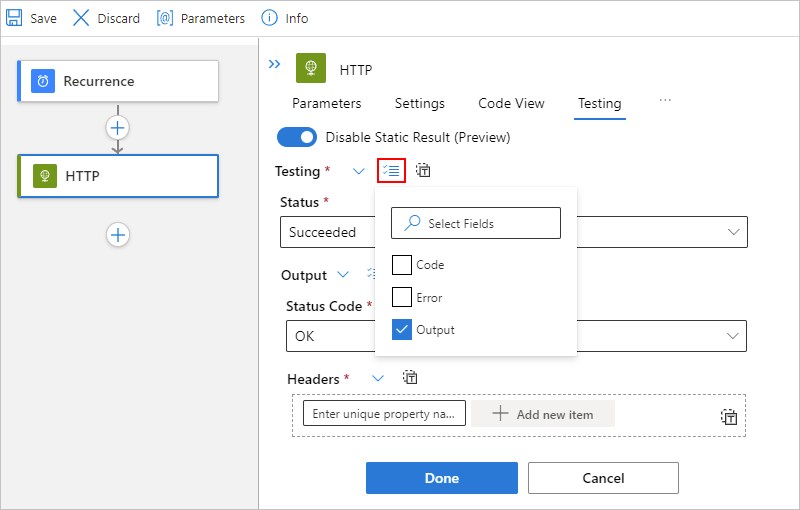 Save Discard [@] Parameters Info
Recurrence
HTTP
HTTP
Parameters Settings Code View Testing ...
Disable Static Result (Preview)
Testing *
Status *
Succeeded
Select Fields
Code
Error
Output
Output
Status Code *
OK
Headers *
Enter unique property na... Add new item
Done Cancel